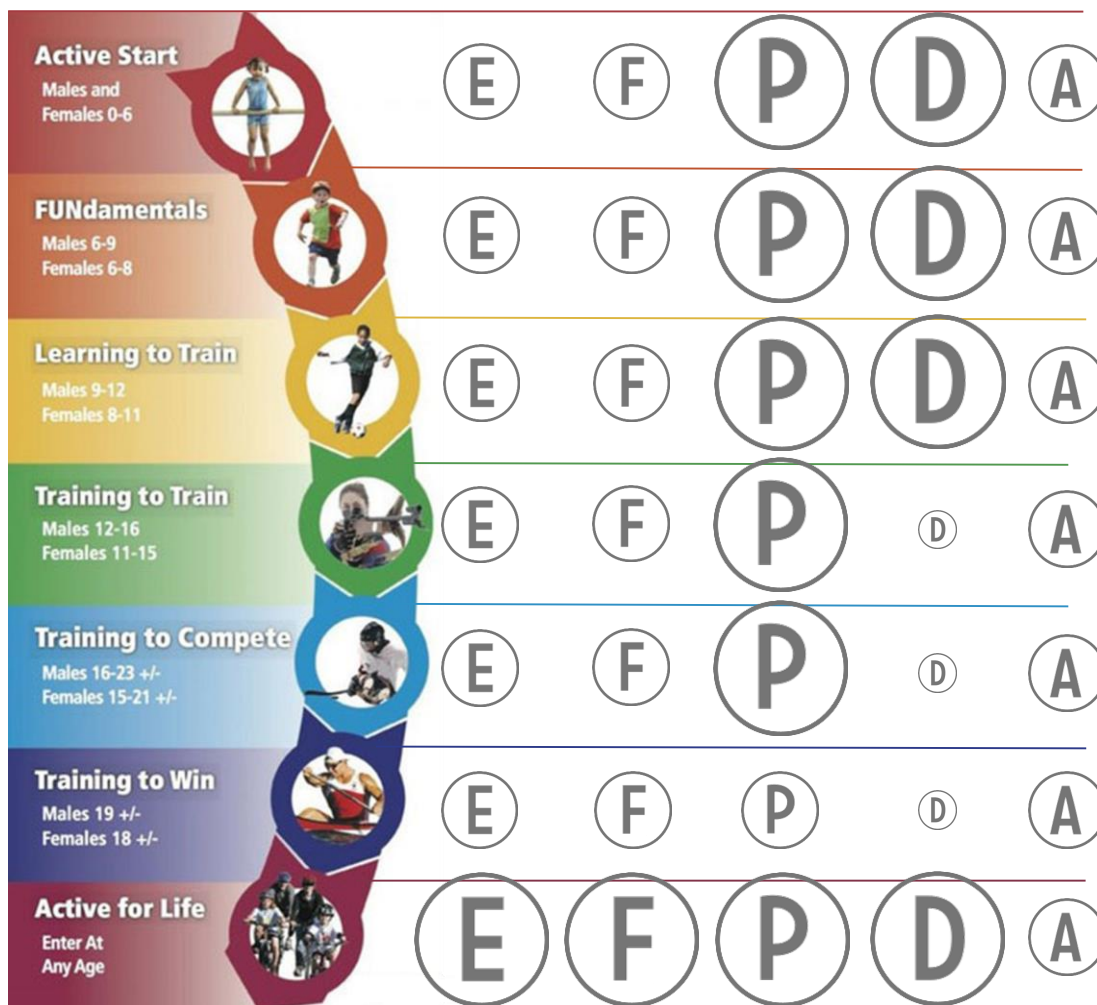 Active Start
Males and
Females 0-6
E F P D A
FUNdamentals
Males 6-9
Females 6-8
E F P D A
Learning to Train
Males 9-12
Females 8-11
E F P D A
Training to Train
Males 12-16
Females 11-15
E F P D A
Training to Compete
Males 16-23 +/-
Females 15-21 +/-
E F P D A
Training to Win
Males 19 +/-
Females 18 +/-
E F P D A
Active for Life
Enter At
Any Age
E F P D A